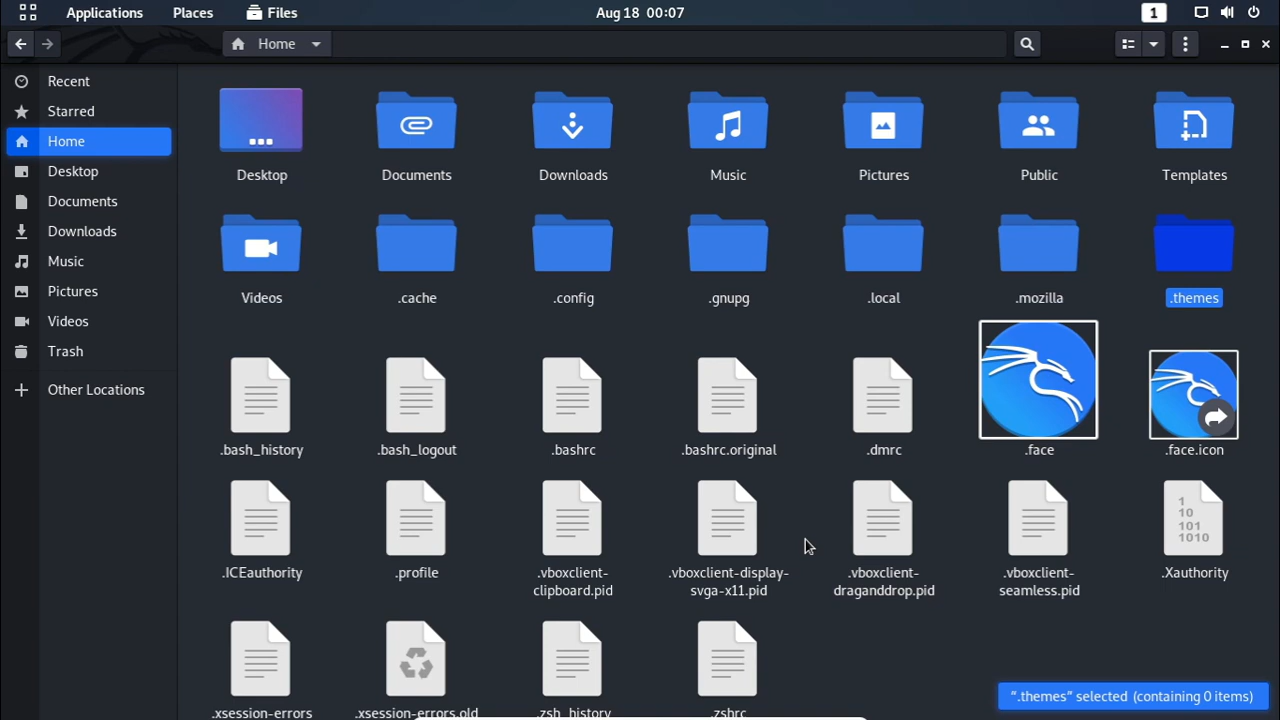 Applications
Places
Files
Aug 18 00:07
1
Home
Recent
Starred
Home
Desktop
Documents
Downloads
Music
Pictures
Videos
Trash
Other Locations
Desktop
Documents
Downloads
Music
Pictures
Public
Templates
Videos
.cache
.config
.gnupg
.local
.mozilla
.themes
.bash_history
.bash_logout
.bashrc
.bashrc.original
.dmrc
.face
.face.icon
1
10
101
1010
.ICEauthority
.profile
.vboxclient-
clipboard.pid
.vboxclient-display-
svga-x11.pid
.vboxclient-
draganddrop.pid
.vboxclient-
seamless.pid
.Xauthority
.xsession-errors
.xsession-errors.old
.zsh_history
.zshrc
“.themes” selected (containing 0 items)